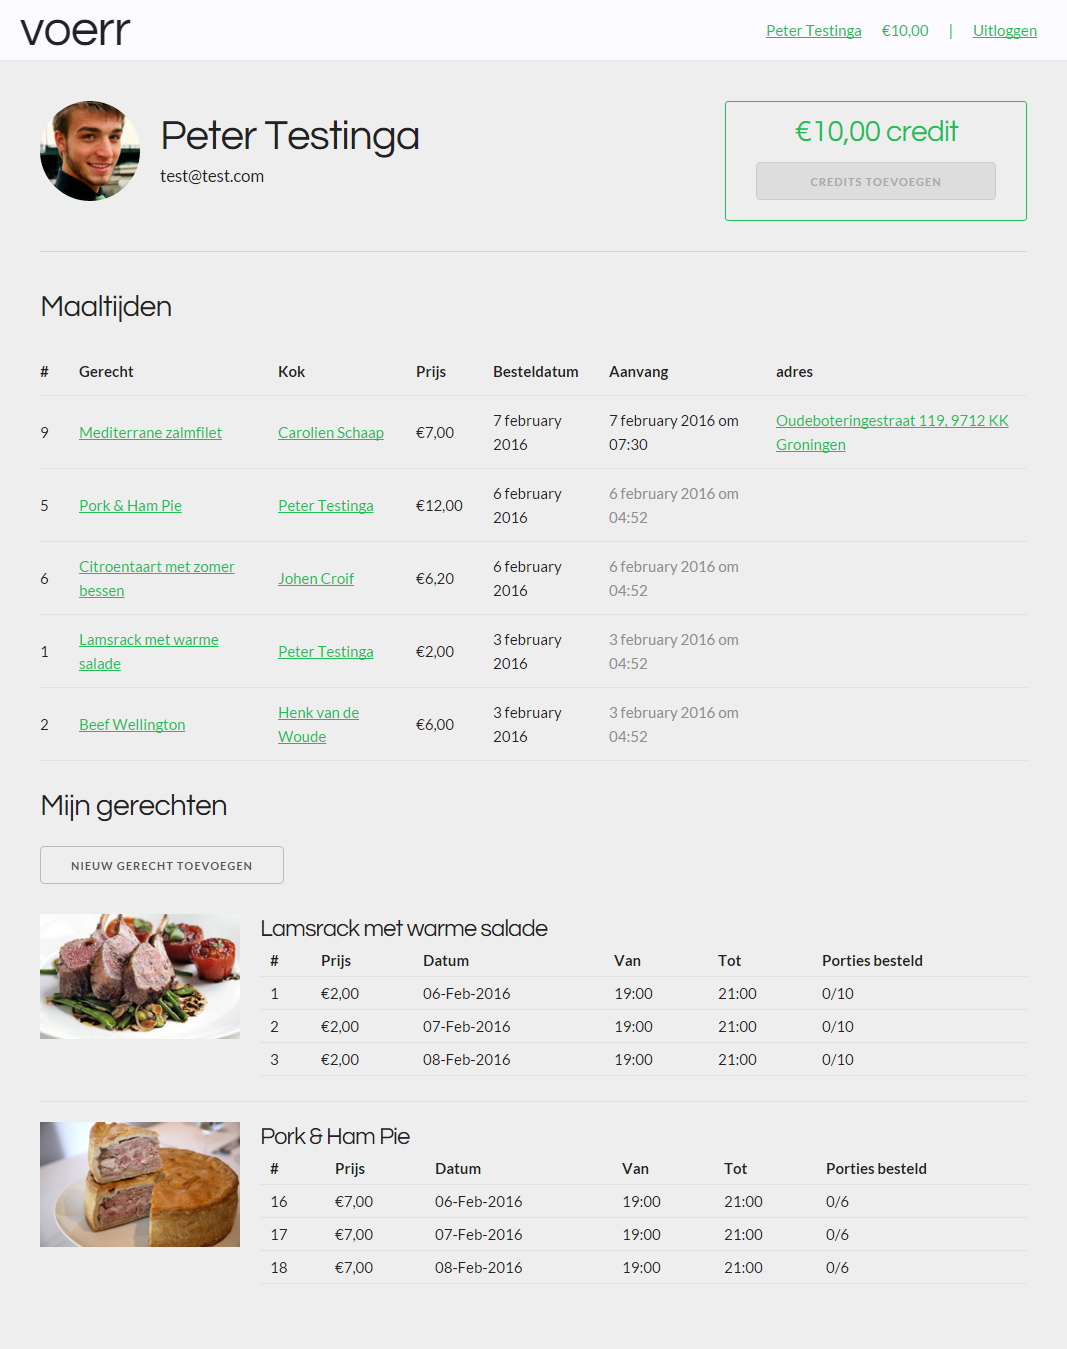 voerr
Peter Testinga €10,00 | Uitloggen
Peter Testinga
test@test.com
€10,00 credit
CREDITS TOEVOEGEN
Maaltijden
# Gerecht Kok Prijs Besteldatum Aanvang adres
9 Mediterrane zalmfilet Carolien Schaap €7,00 7 february 2016 7 february 2016 om 07:30 Oudeboteringestraat 119, 9712 KK Groningen
5 Pork & Ham Pie Peter Testinga €12,00 6 february 2016 6 february 2016 om 04:52
6 Citroentaart met zomer bessen Johen Croif €6,20 6 february 2016 6 february 2016 om 04:52
1 Lamsrack met warme salade Peter Testinga €2,00 3 february 2016 3 february 2016 om 04:52
2 Beef Wellington Henk van de Woude €6,00 3 february 2016 3 february 2016 om 04:52
Mijn gerechten
NIEUW GERECHT TOEVOEGEN
Lamsrack met warme salade
# Prijs Datum Van Tot Porties besteld
1 €2,00 06-Feb-2016 19:00 21:00 0/10
2 €2,00 07-Feb-2016 19:00 21:00 0/10
3 €2,00 08-Feb-2016 19:00 21:00 0/10
Pork & Ham Pie
# Prijs Datum Van Tot Porties besteld
16 €7,00 06-Feb-2016 19:00 21:00 0/6
17 €7,00 07-Feb-2016 19:00 21:00 0/6
18 €7,00 08-Feb-2016 19:00 21:00 0/6